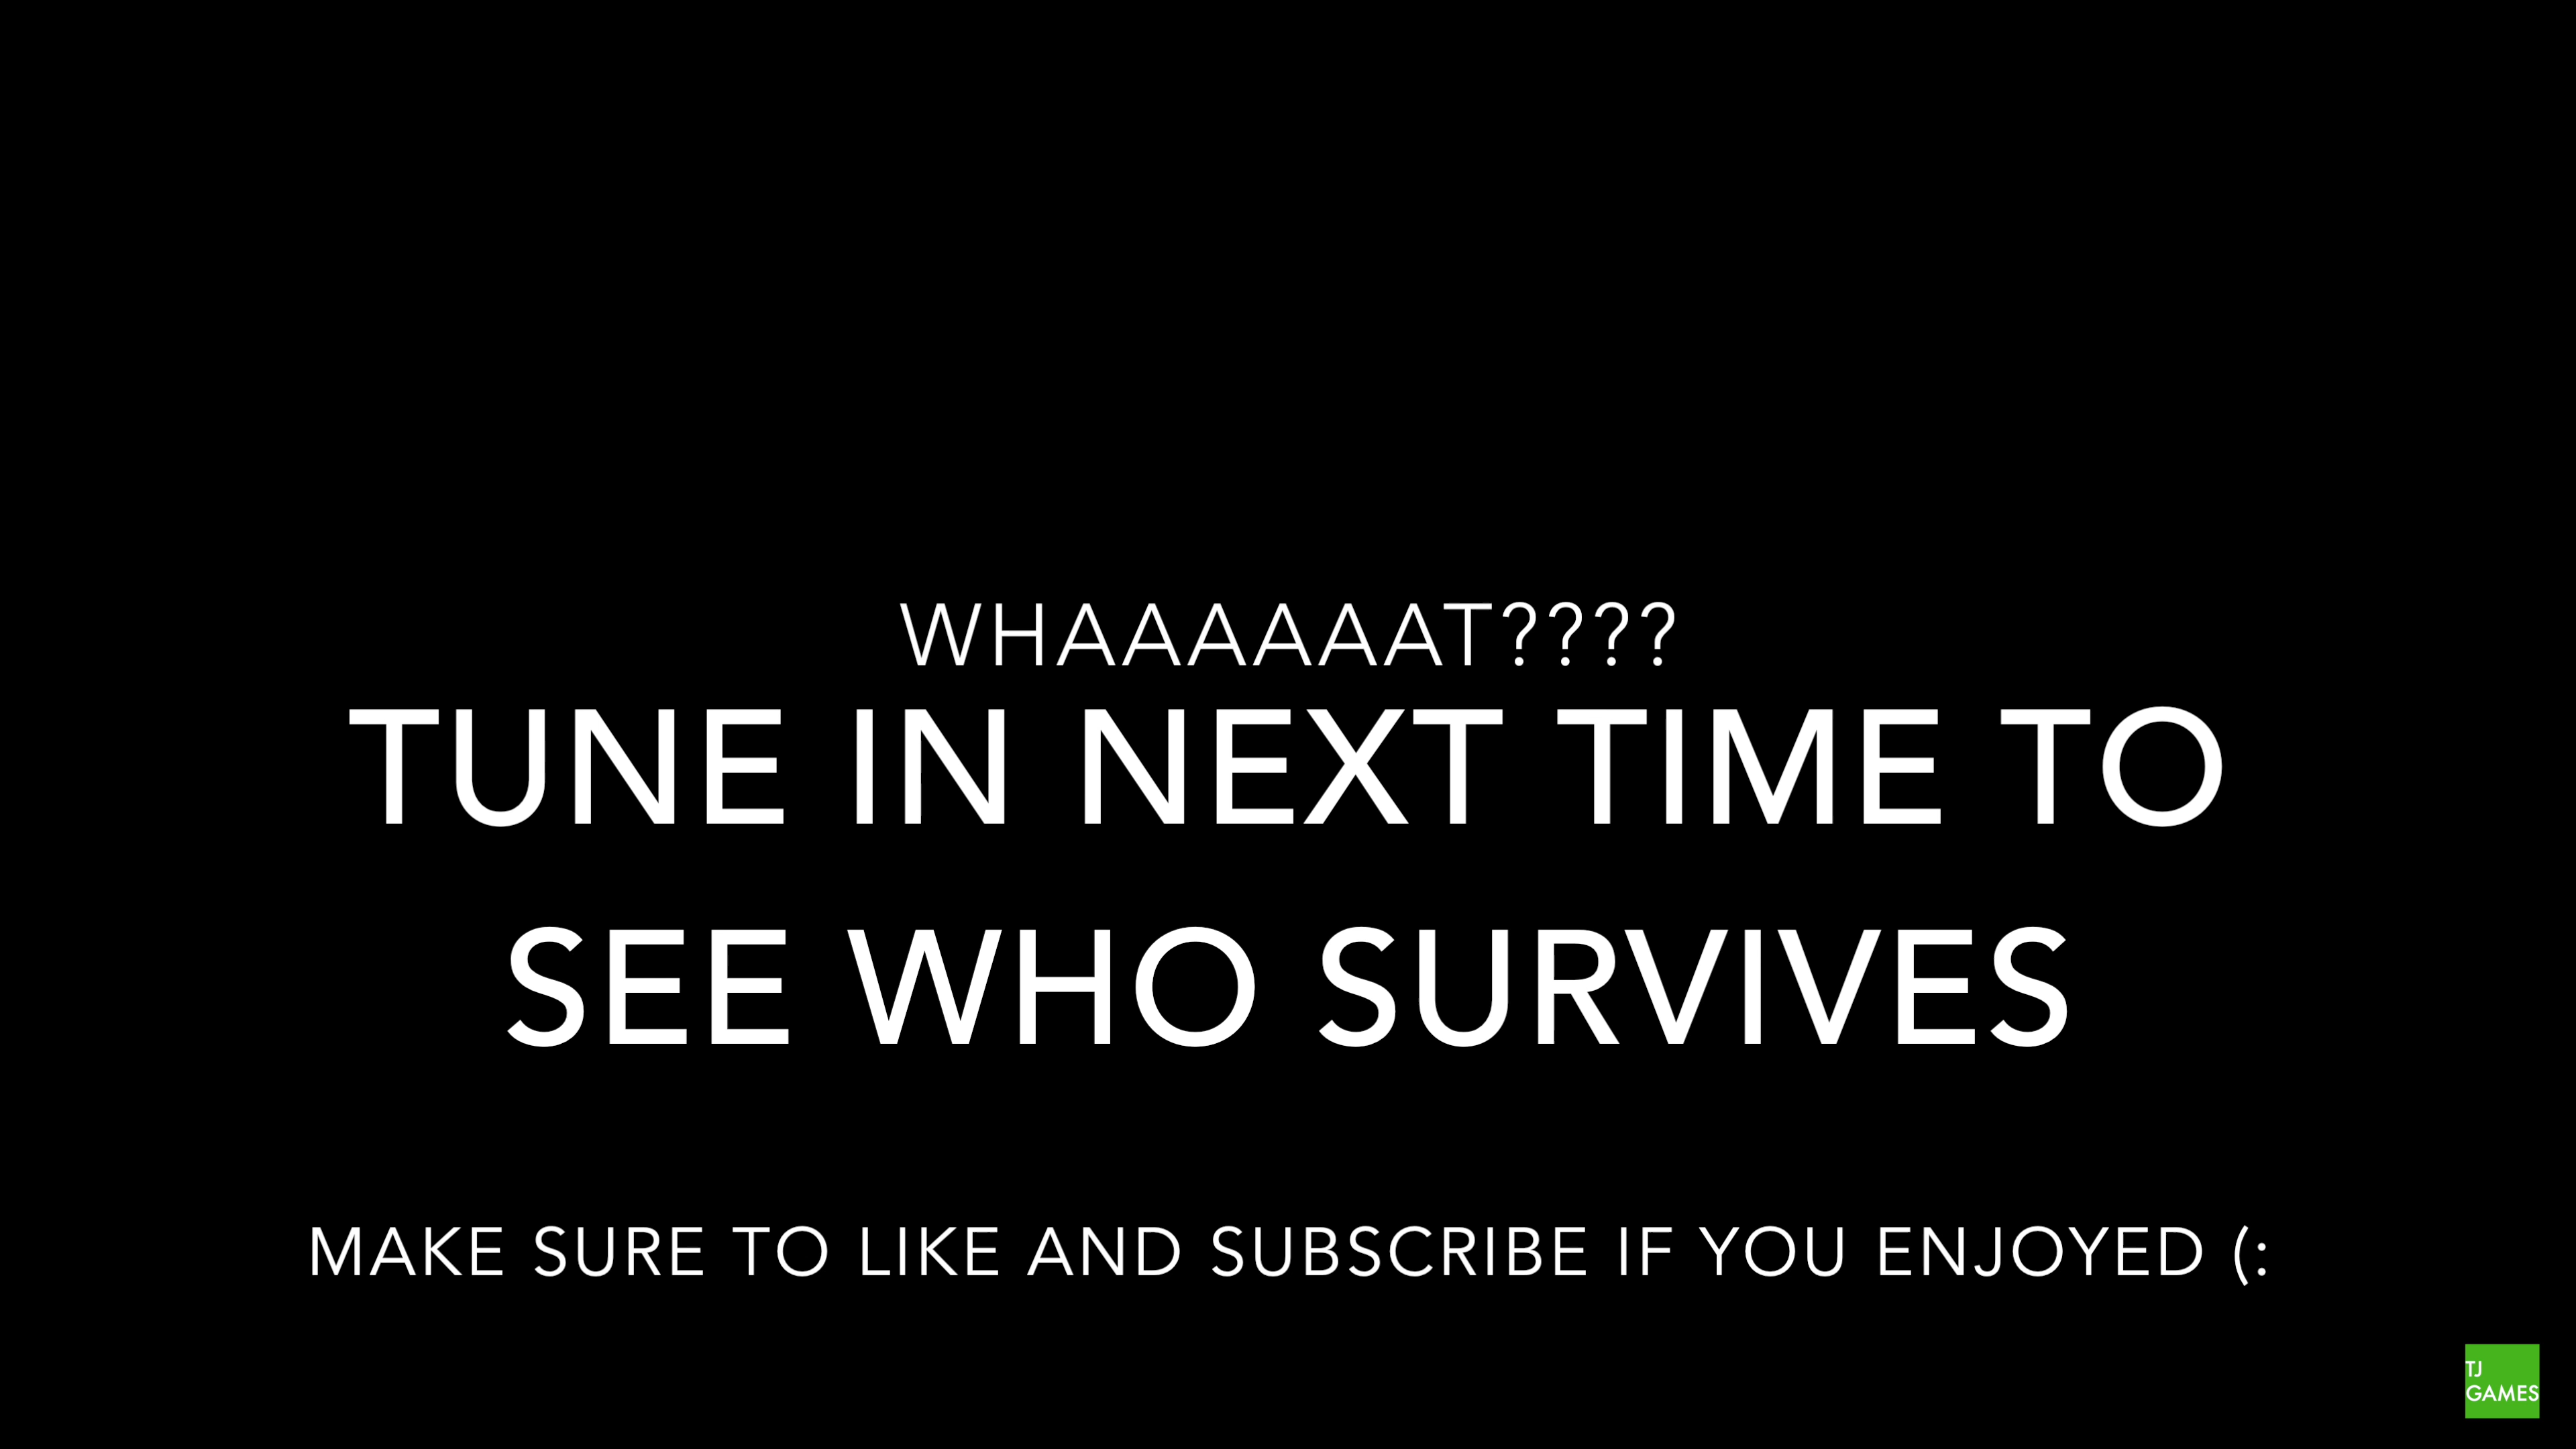 WHAAAAAAT????
TUNE IN NEXT TIME TO
SEE WHO SURVIVES
MAKE SURE TO LIKE AND SUBSCRIBE IF YOU ENJOYED (:
TJ
GAMES